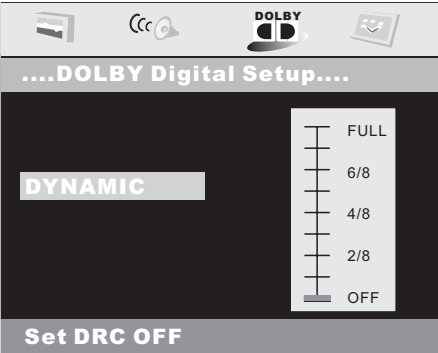 DOLBY
....DOLBY Digital Setup....
DYNAMIC
FULL
6/8
4/8
2/8
OFF
Set DRC OFF